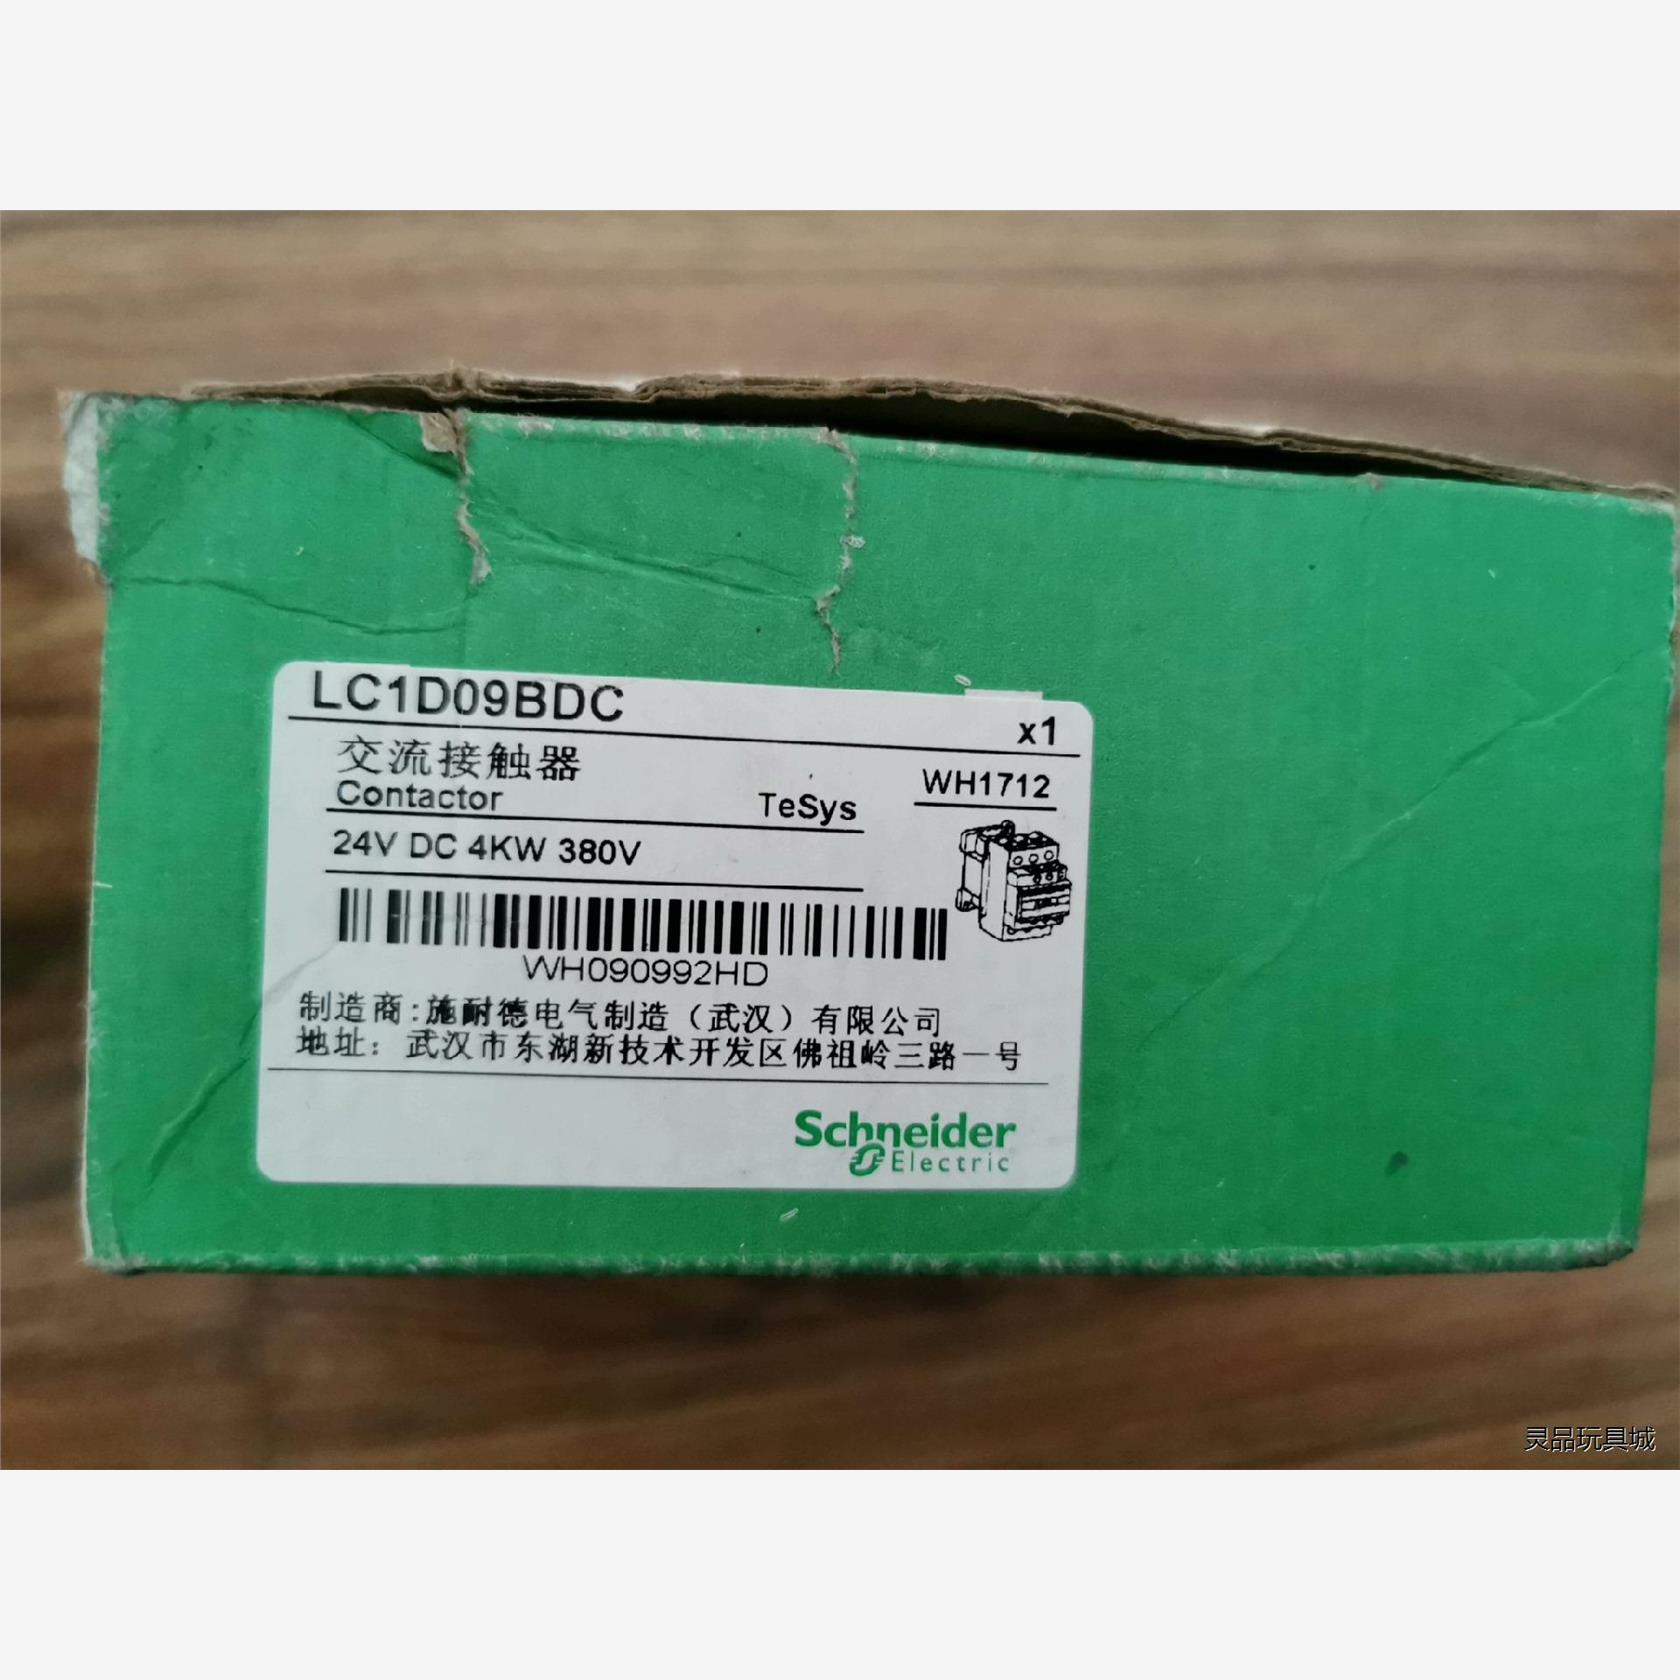 LC1D09BDC
x1
交流接触器
Contactor
TeSys
WH1712
24V DC 4KW 380V
WH090992HD
制造商:施耐德电气制造（武汉）有限公司
地址: 武汉市东湖新技术开发区佛祖岭三路一号
Schneider
Electric
灵品玩具城